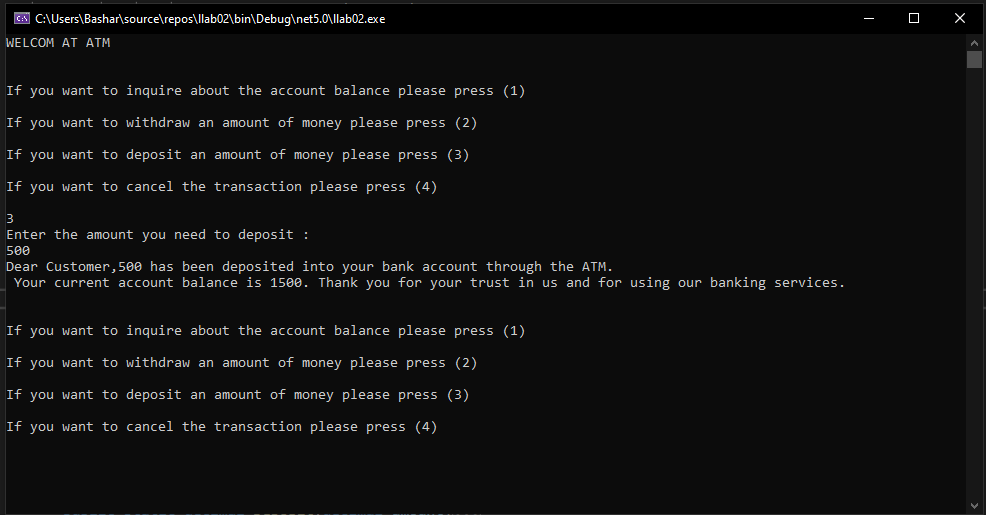 C:\Users\Bashar\source\repos\llab02\bin\Debug\net5.0\llab02.exe
WELCOM AT ATM
If you want to inquire about the account balance please press (1)
If you want to withdraw an amount of money please press (2)
If you want to deposit an amount of money please press (3)
If you want to cancel the transaction please press (4)
3
Enter the amount you need to deposit :
500
Dear Customer,500 has been deposited into your bank account through the ATM.
 Your current account balance is 1500. Thank you for your trust in us and for using our banking services.
If you want to inquire about the account balance please press (1)
If you want to withdraw an amount of money please press (2)
If you want to deposit an amount of money please press (3)
If you want to cancel the transaction please press (4)